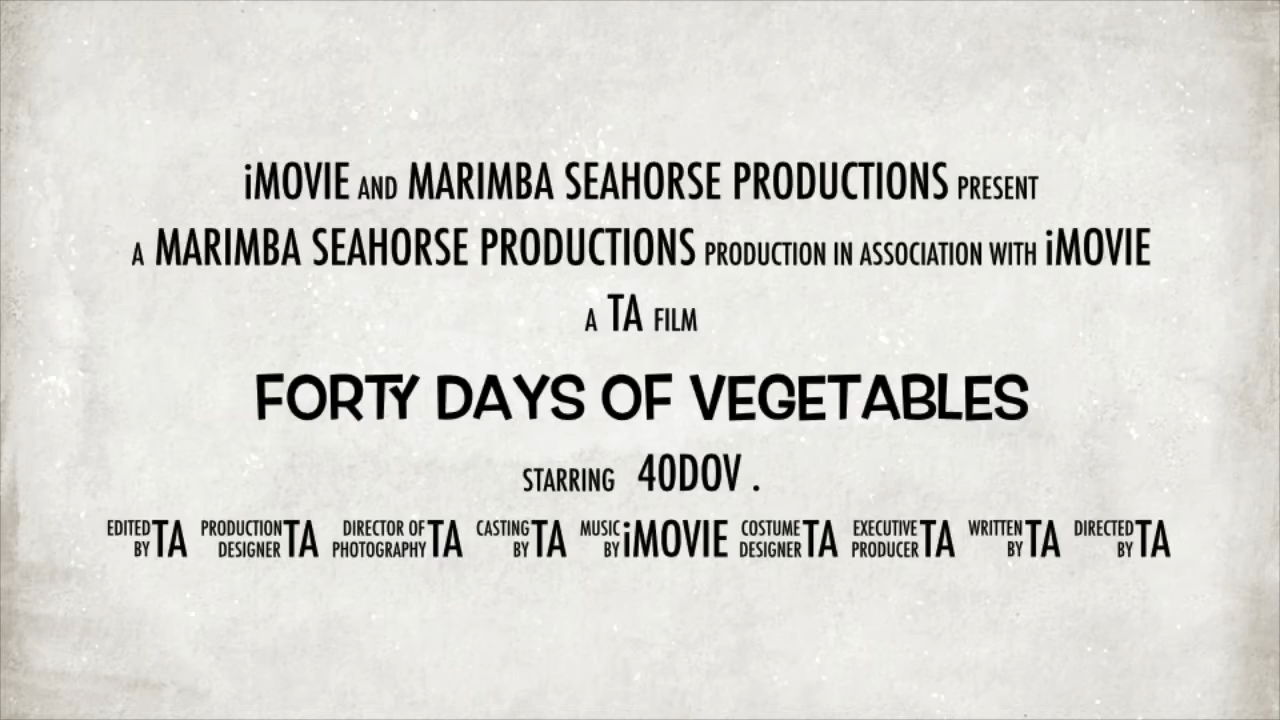 iMOVIE AND MARIMBA SEAHORSE PRODUCTIONS PRESENT
A MARIMBA SEAHORSE PRODUCTIONS PRODUCTION IN ASSOCIATION WITH iMOVIE
A TA FILM
FORTY DAYS OF VEGETABLES
STARRING 40DOV .
EDITED BY TA PRODUCTION DESIGNER TA DIRECTOR OF PHOTOGRAPHY TA CASTING BY TA MUSIC BY iMOVIE COSTUME DESIGNER TA EXECUTIVE PRODUCER TA WRITTEN BY TA DIRECTED BY TA